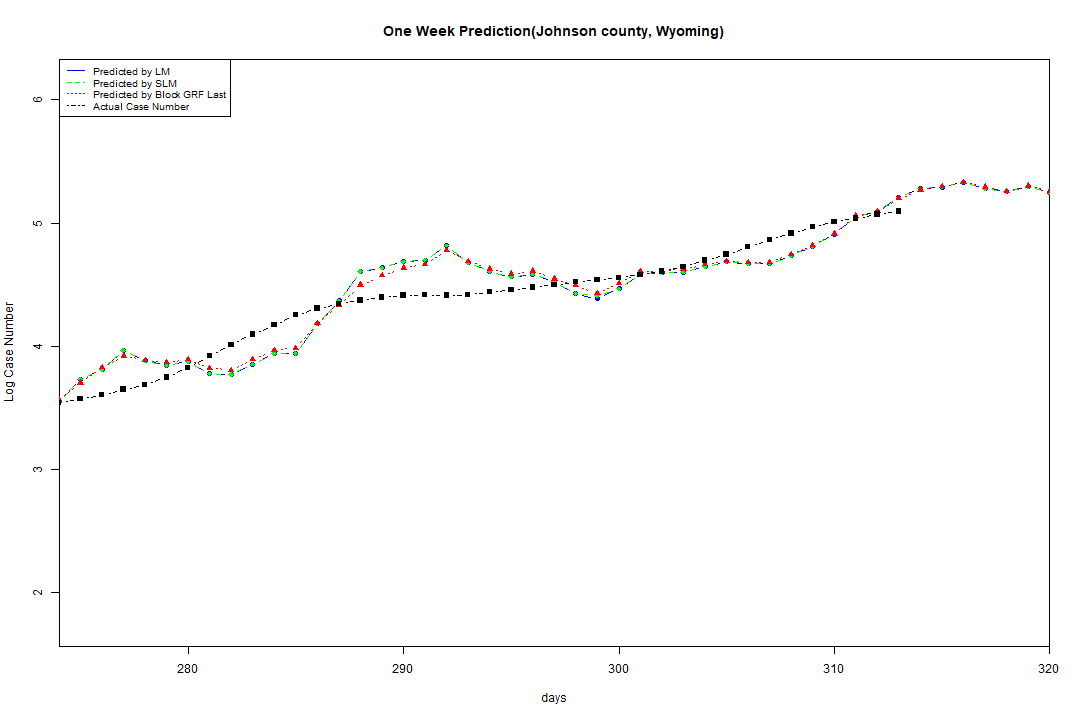 One Week Prediction(Johnson county, Wyoming)
Predicted by LM
Predicted by SLM
Predicted by Block GRF Last
Actual Case Number
6
5
4
3
2
Log Case Number
280 290 300 310 320
days